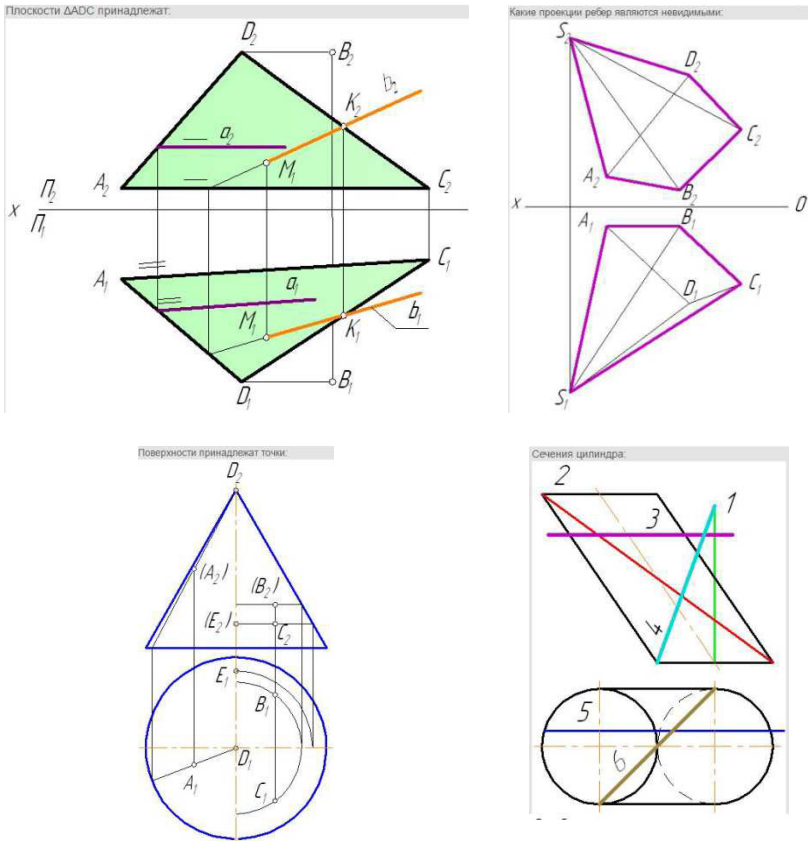 Плоскости ΔADC принадлежат:
D₂
B₂
b₂
K₂
a₂
M₁
A₂
C₂
x
П₂
П₁
C₁
A₁
a₁
M₁
K₁
b₁
D₁
B₁
Какие проекции ребер являются невидимыми:
S₂
D₂
C₂
A₂
B₂
x
0
A₁
B₁
D₁
C₁
S₁
Поверхности принадлежат точки:
D₂
(A₂)
(B₂)
(E₂)
C₂
E₁
B₁
D₁
A₁
C₁
Сечения цилиндра:
2
1
3
4
5
6